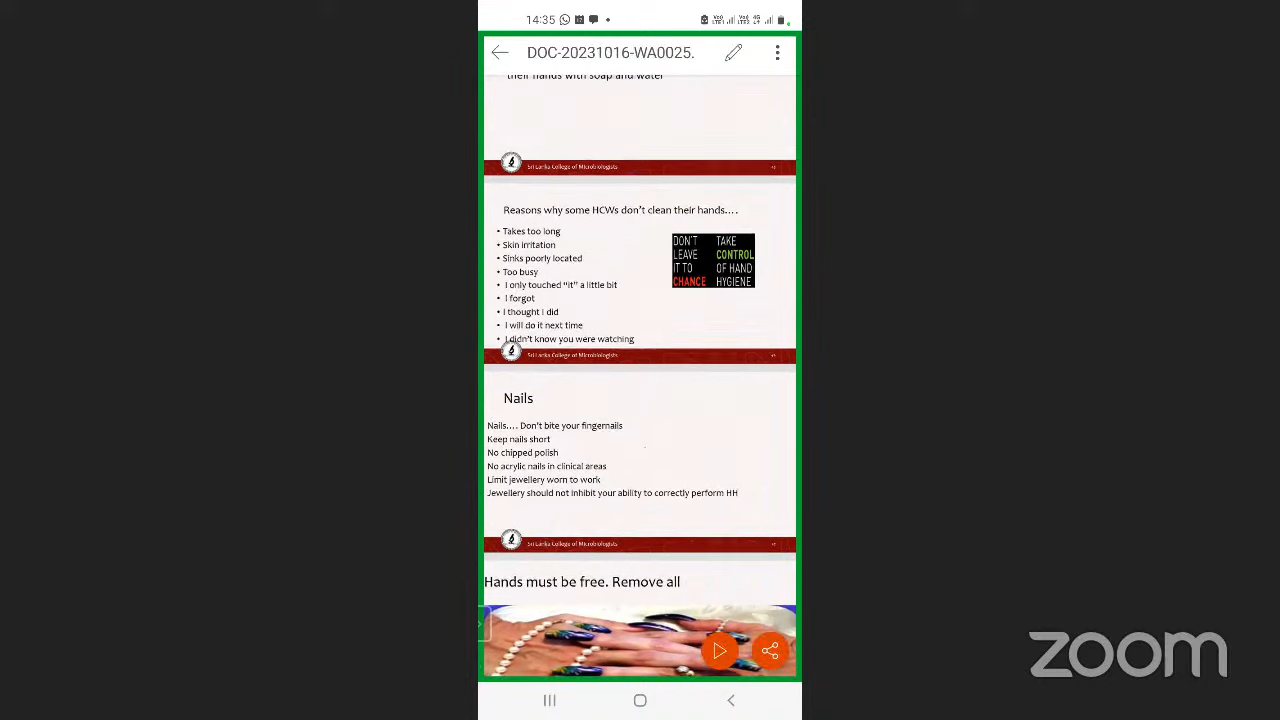 14:35
DOC-20231016-WA0025.
their hands with soap and water
Sri Lanka College of Microbiologists
Reasons why some HCWs don't clean their hands….
• Takes too long
• Skin irritation
• Sinks poorly located
• Too busy
• I only touched “it” a little bit
• I forgot
• I thought I did
• I will do it next time
• I didn't know you were watching
DON'T LEAVE IT TO CHANCE
TAKE CONTROL OF HAND HYGIENE
Sri Lanka College of Microbiologists
Nails
Nails…. Don't bite your fingernails
Keep nails short
No chipped polish
No acrylic nails in clinical areas
Limit jewellery worn to work
Jewellery should not inhibit your ability to correctly perform HH
Sri Lanka College of Microbiologists
Hands must be free. Remove all
zoom